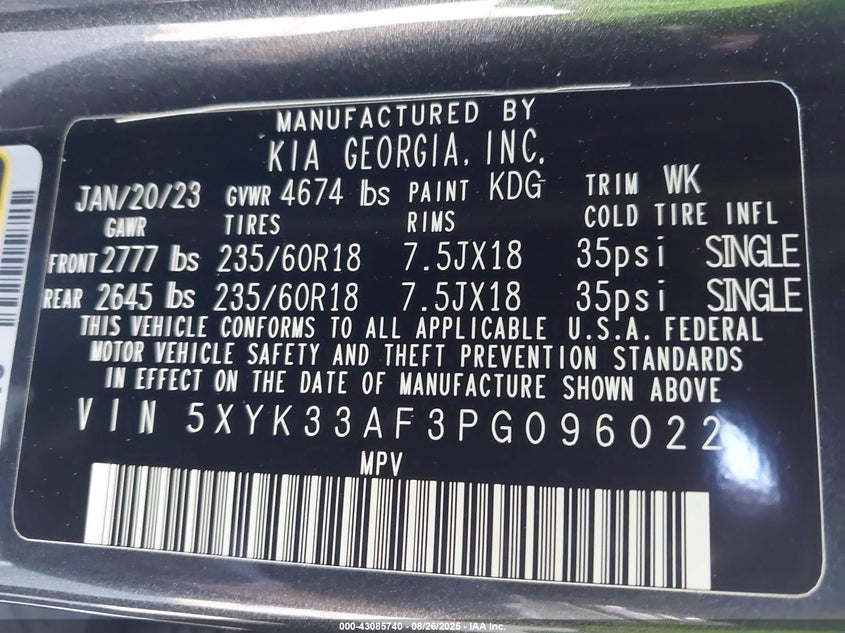 MANUFACTURED BY
KIA GEORGIA, INC.
JAN/20/23 GVWR 4674 lbs PAINT KDG TRIM WK
GAWR TIRES RIMS COLD TIRE INFL
FRONT 2777 lbs 235/60R18 7.5JX18 35psi SINGLE
REAR 2645 lbs 235/60R18 7.5JX18 35psi SINGLE
THIS VEHICLE CONFORMS TO ALL APPLICABLE U.S.A. FEDERAL
MOTOR VEHICLE SAFETY AND THEFT PREVENTION STANDARDS
IN EFFECT ON THE DATE OF MANUFACTURE SHOWN ABOVE
VIN 5XYK33AF3PG096022
MPV
000-43085740 - 08/26/2025 - IAA Inc.